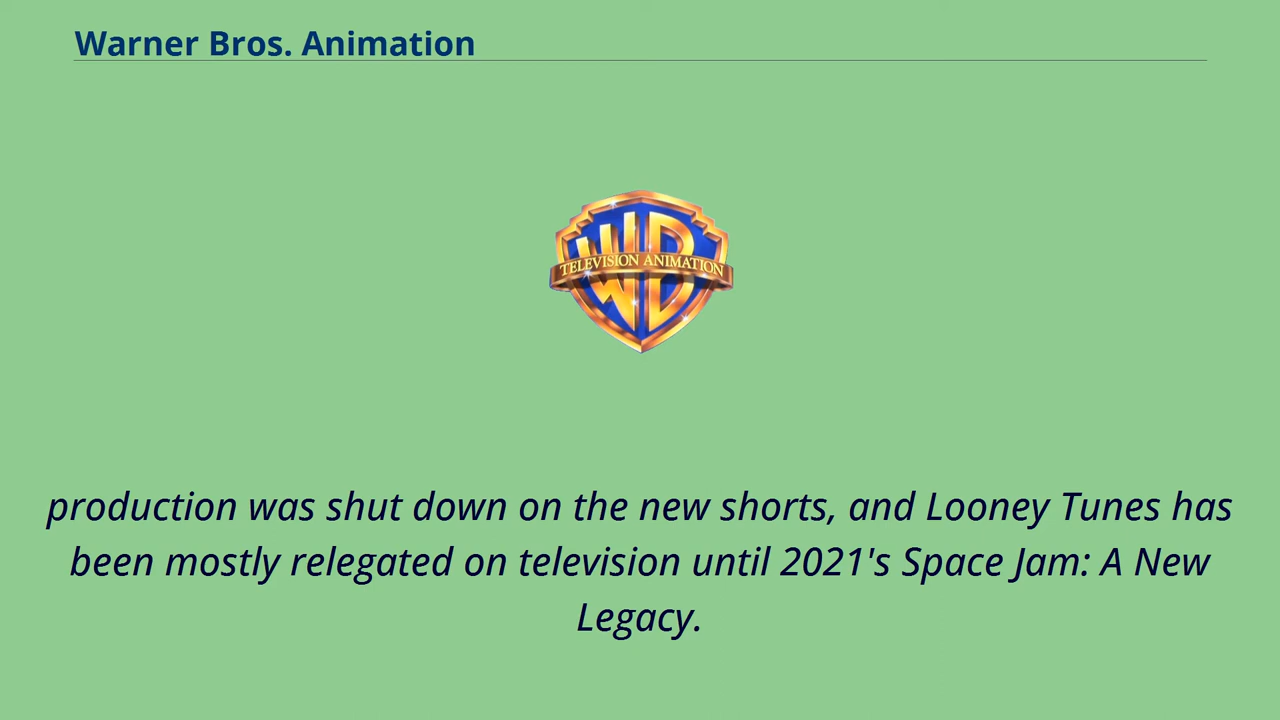 Warner Bros. Animation
WB
TELEVISION ANIMATION
production was shut down on the new shorts, and Looney Tunes has
been mostly relegated on television until 2021's Space Jam: A New
Legacy.